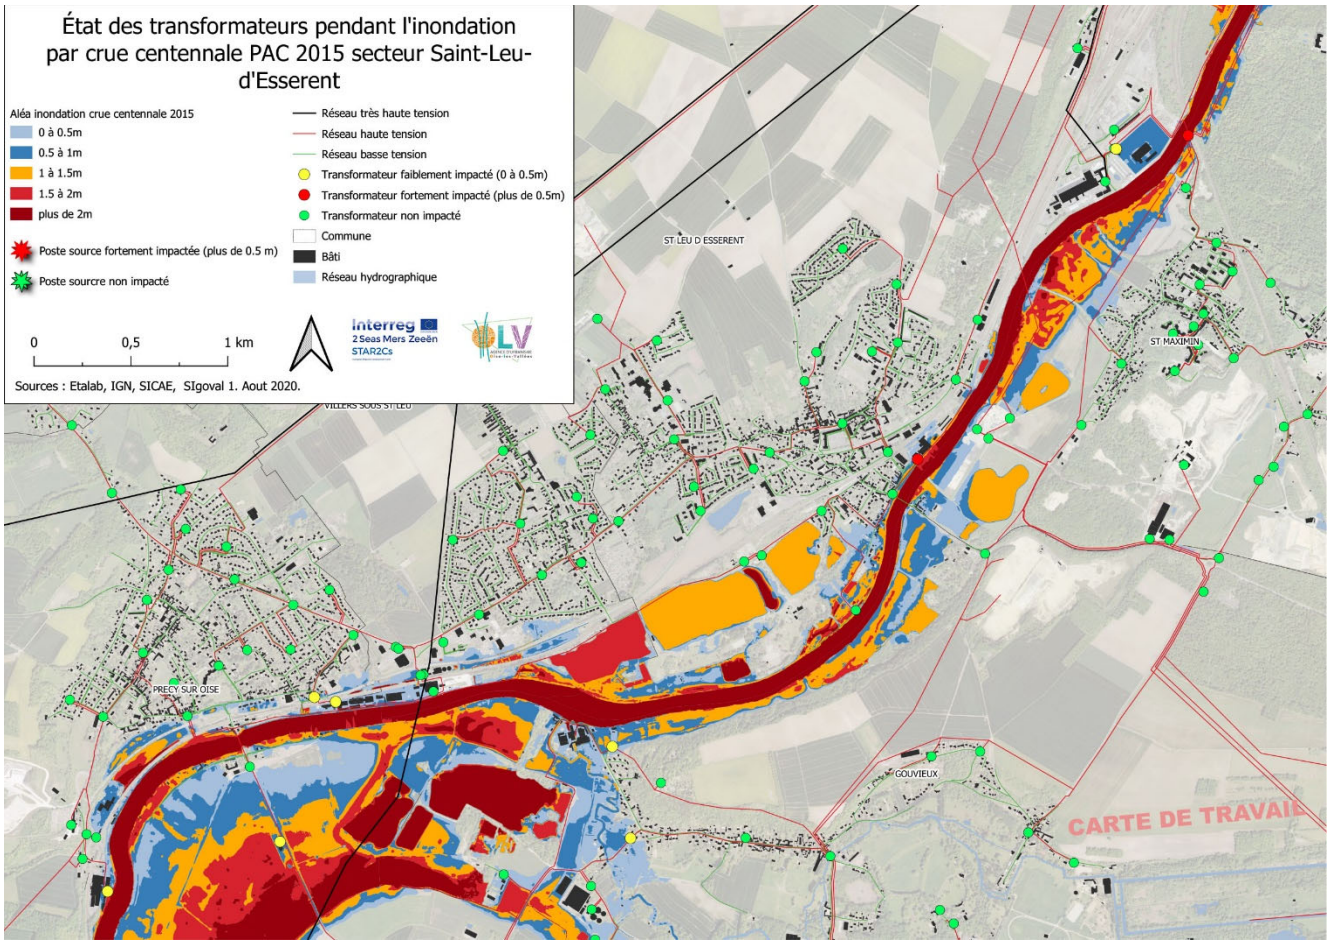 État des transformateurs pendant l'inondation
par crue centennale PAC 2015 secteur Saint-Leu-
d'Esserent
Aléa inondation crue centennale 2015
0 à 0.5m
0.5 à 1m
1 à 1.5m
1.5 à 2m
plus de 2m
Poste source fortement impactée (plus de 0.5 m)
Poste sourcre non impacté
Réseau très haute tension
Réseau haute tension
Réseau basse tension
Transformateur faiblement impacté (0 à 0.5m)
Transformateur fortement impacté (plus de 0.5m)
Transformateur non impacté
Commune
Bâti
Réseau hydrographique
0 0,5 1 km
Interreg
2 Seas Mers Zeeën
STAR2Cs
OLV
Sources : Etalab, IGN, SICAE, SIgoval 1. Aout 2020.
ST LEU D ESSERENT
ST MAXIMIN
VILLERS SOUS ST LEU
PRECY SUR OISE
GOUVIEUX
CARTE DE TRAVAIL